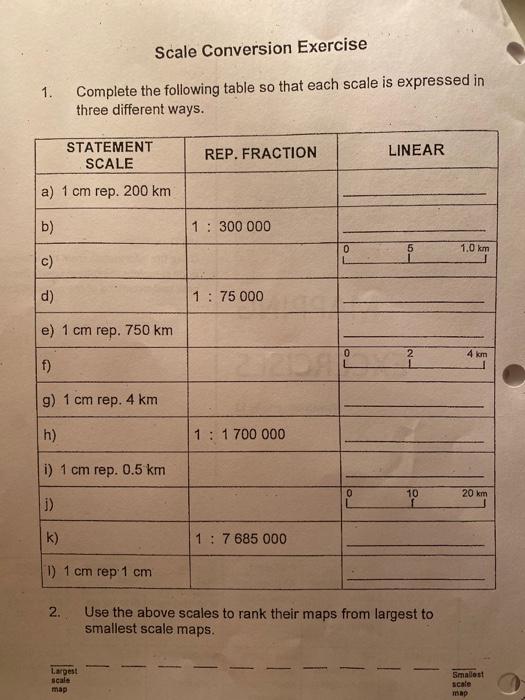 Scale Conversion Exercise
1. Complete the following table so that each scale is expressed in
three different ways.
STATEMENT
SCALE
REP. FRACTION
LINEAR
a) 1 cm rep. 200 km
b)
1 : 300 000
c)
0 5 1.0 km
d)
1 : 75 000
e) 1 cm rep. 750 km
f)
0 2 4 km
g) 1 cm rep. 4 km
h)
1 : 1 700 000
i) 1 cm rep. 0.5 km
j)
0 10 20 km
k)
1 : 7 685 000
l) 1 cm rep 1 cm
2. Use the above scales to rank their maps from largest to
smallest scale maps.
Largest
scale
map
Smallest
scale
map